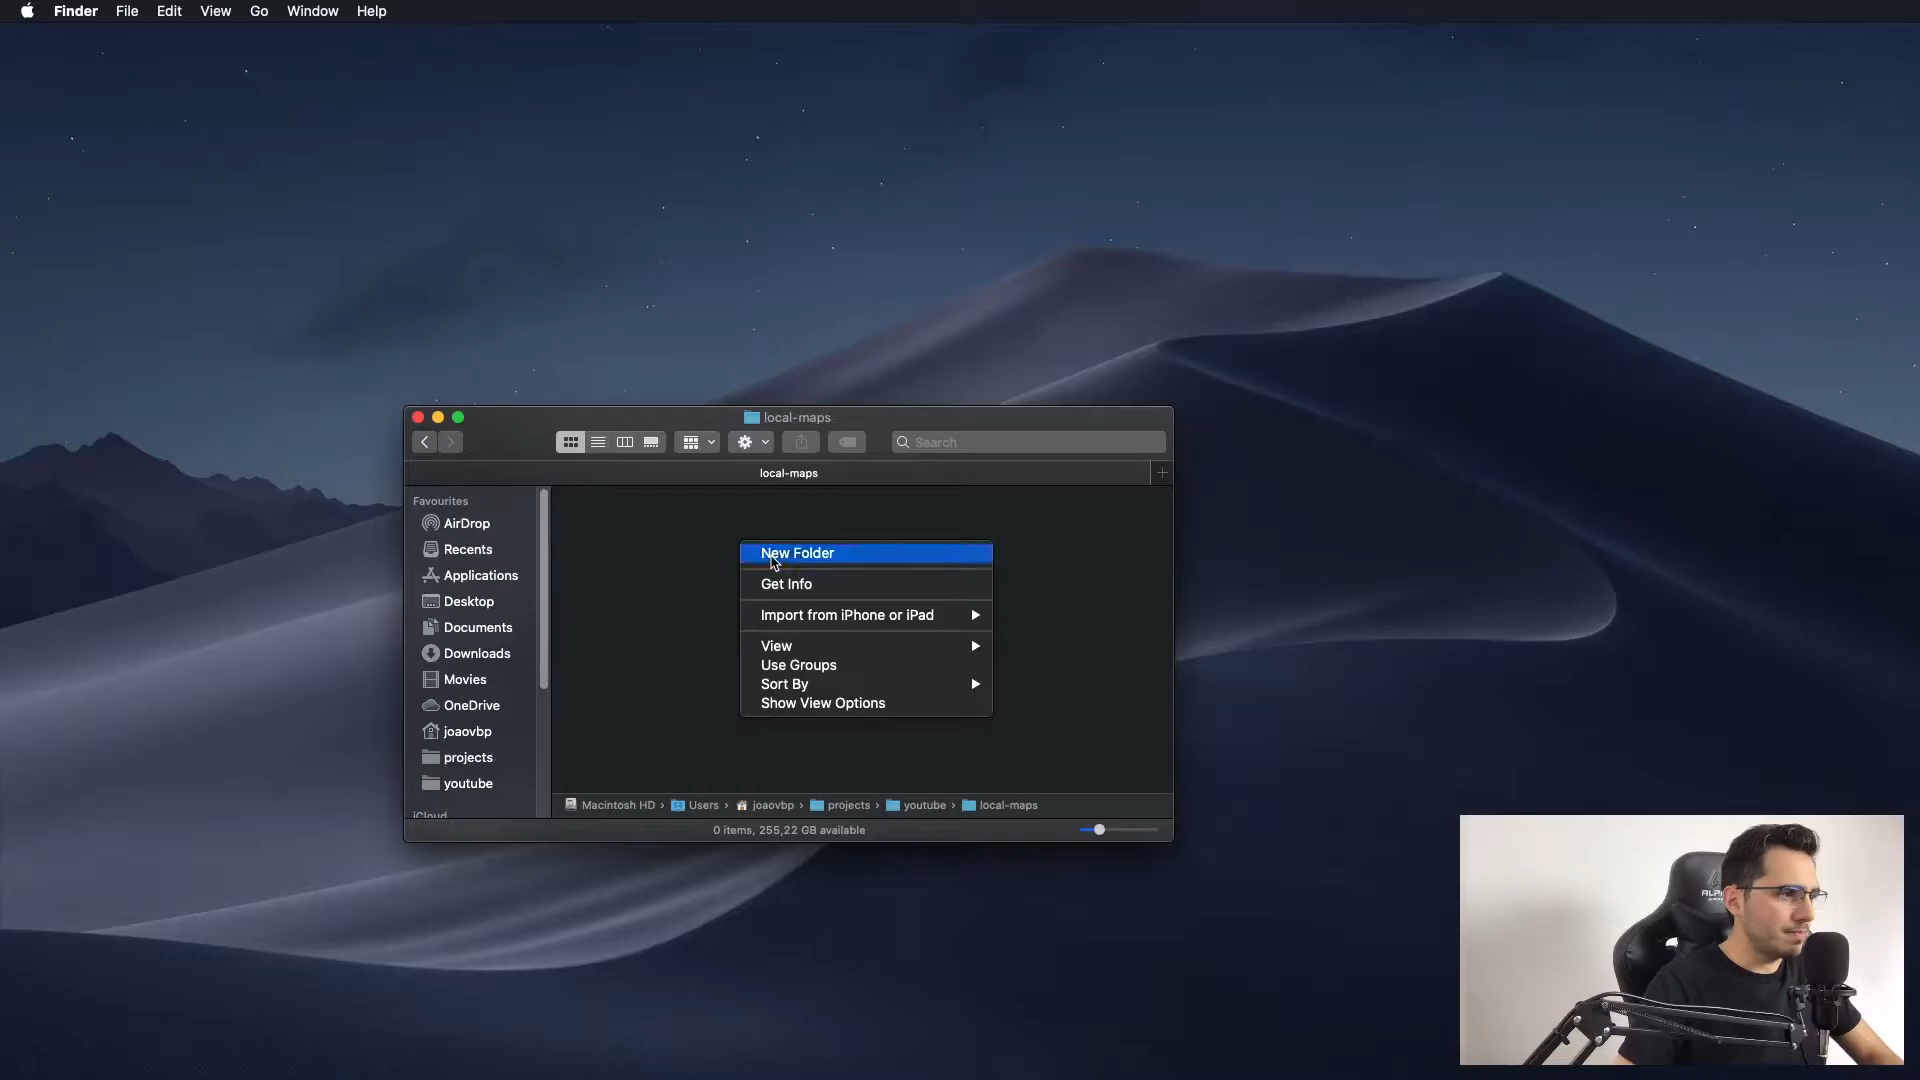 Finder File Edit View Go Window Help
local-maps
Search
local-maps
Favourites
AirDrop
Recents
Applications
Desktop
Documents
Downloads
Movies
OneDrive
joaovbp
projects
youtube
New Folder
Get Info
Import from iPhone or iPad
View
Use Groups
Sort By
Show View Options
Macintosh HD › Users › joaovbp › projects › youtube › local-maps
0 items, 255,22 GB available